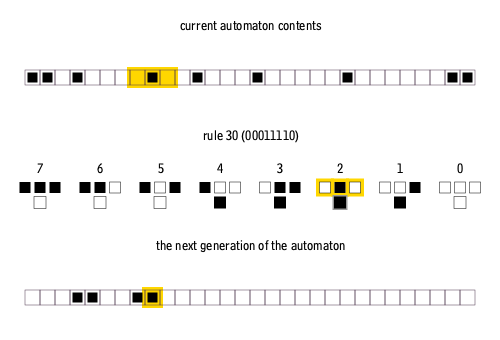 current automaton contents
rule 30 (00011110)
7 6 5 4 3 2 1 0
the next generation of the automaton